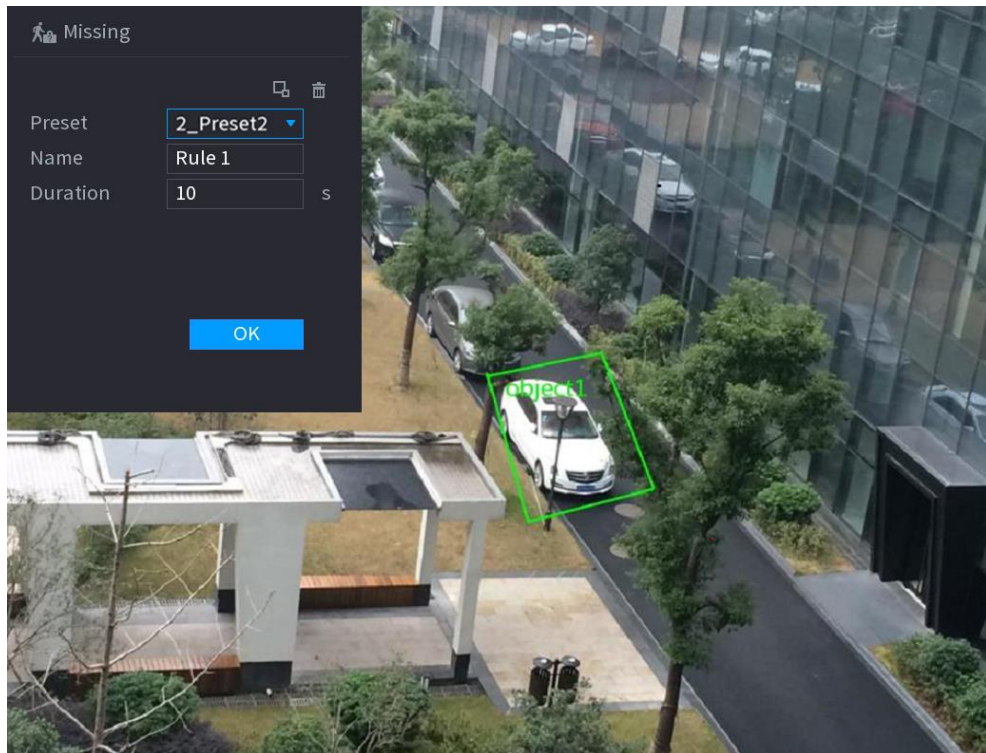 Missing
Preset 2_Preset2
Name Rule 1
Duration 10 s
OK
object1